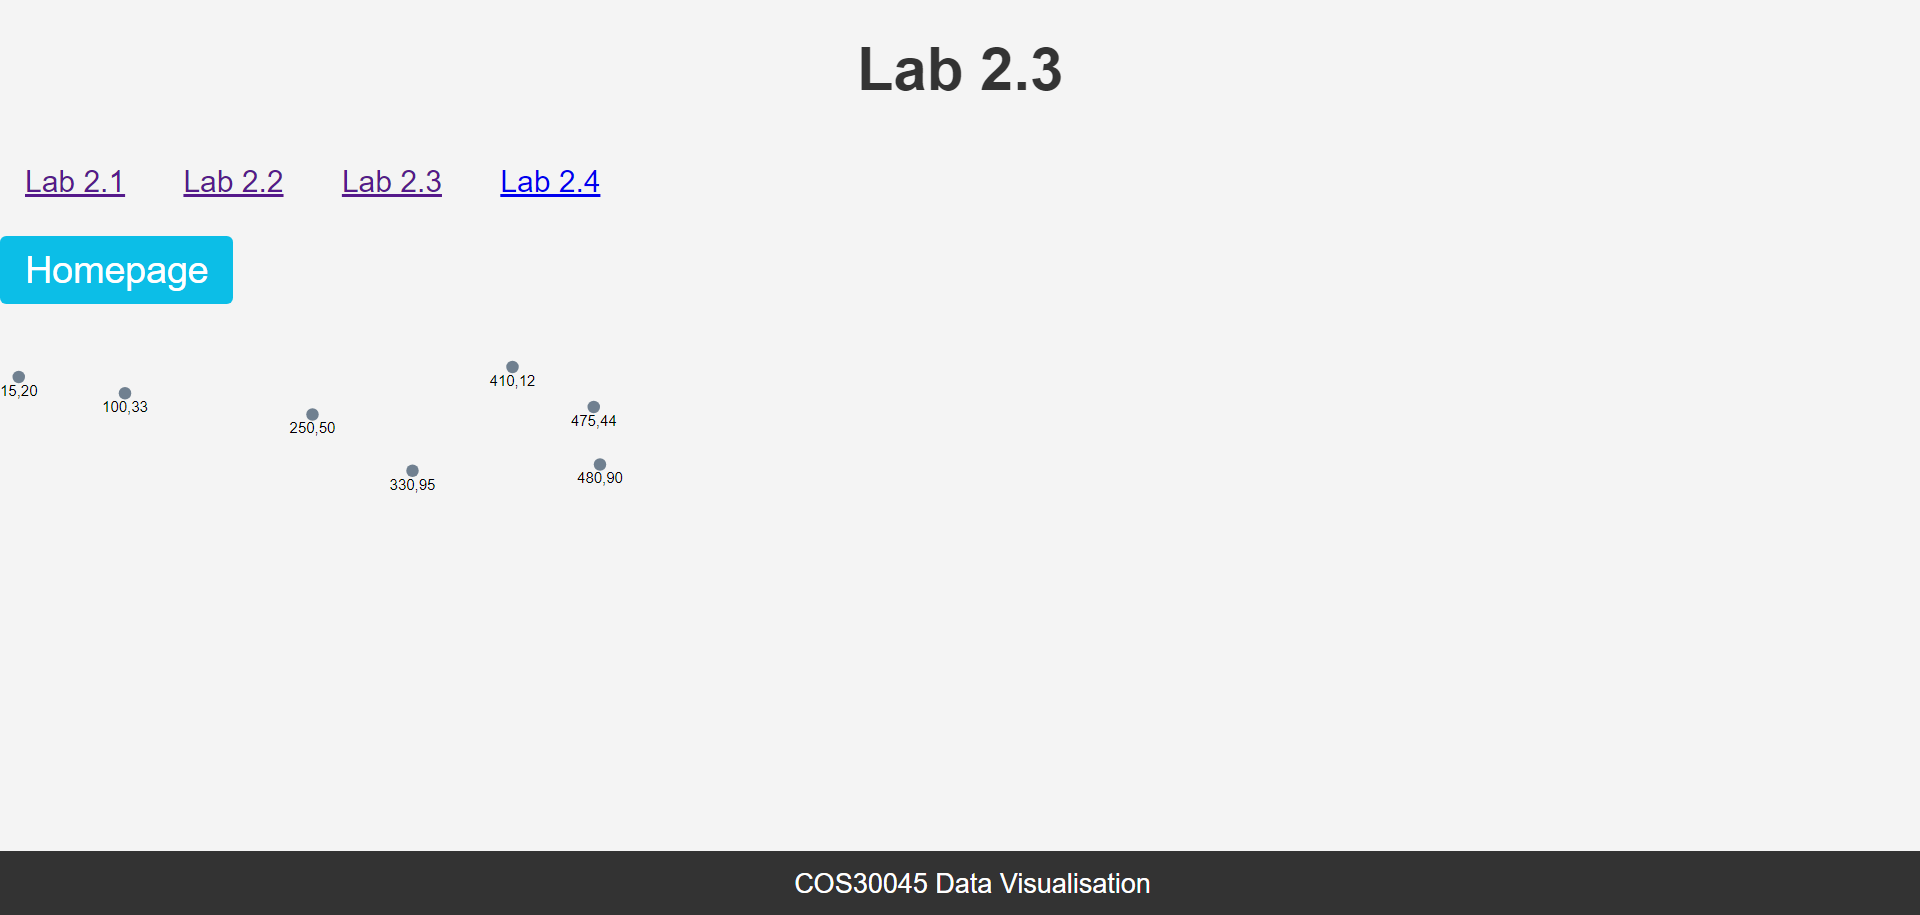 Lab 2.3
Lab 2.1 Lab 2.2 Lab 2.3 Lab 2.4
Homepage
410,12
15,20
100,33
475,44
250,50
480,90
330,95
COS30045 Data Visualisation